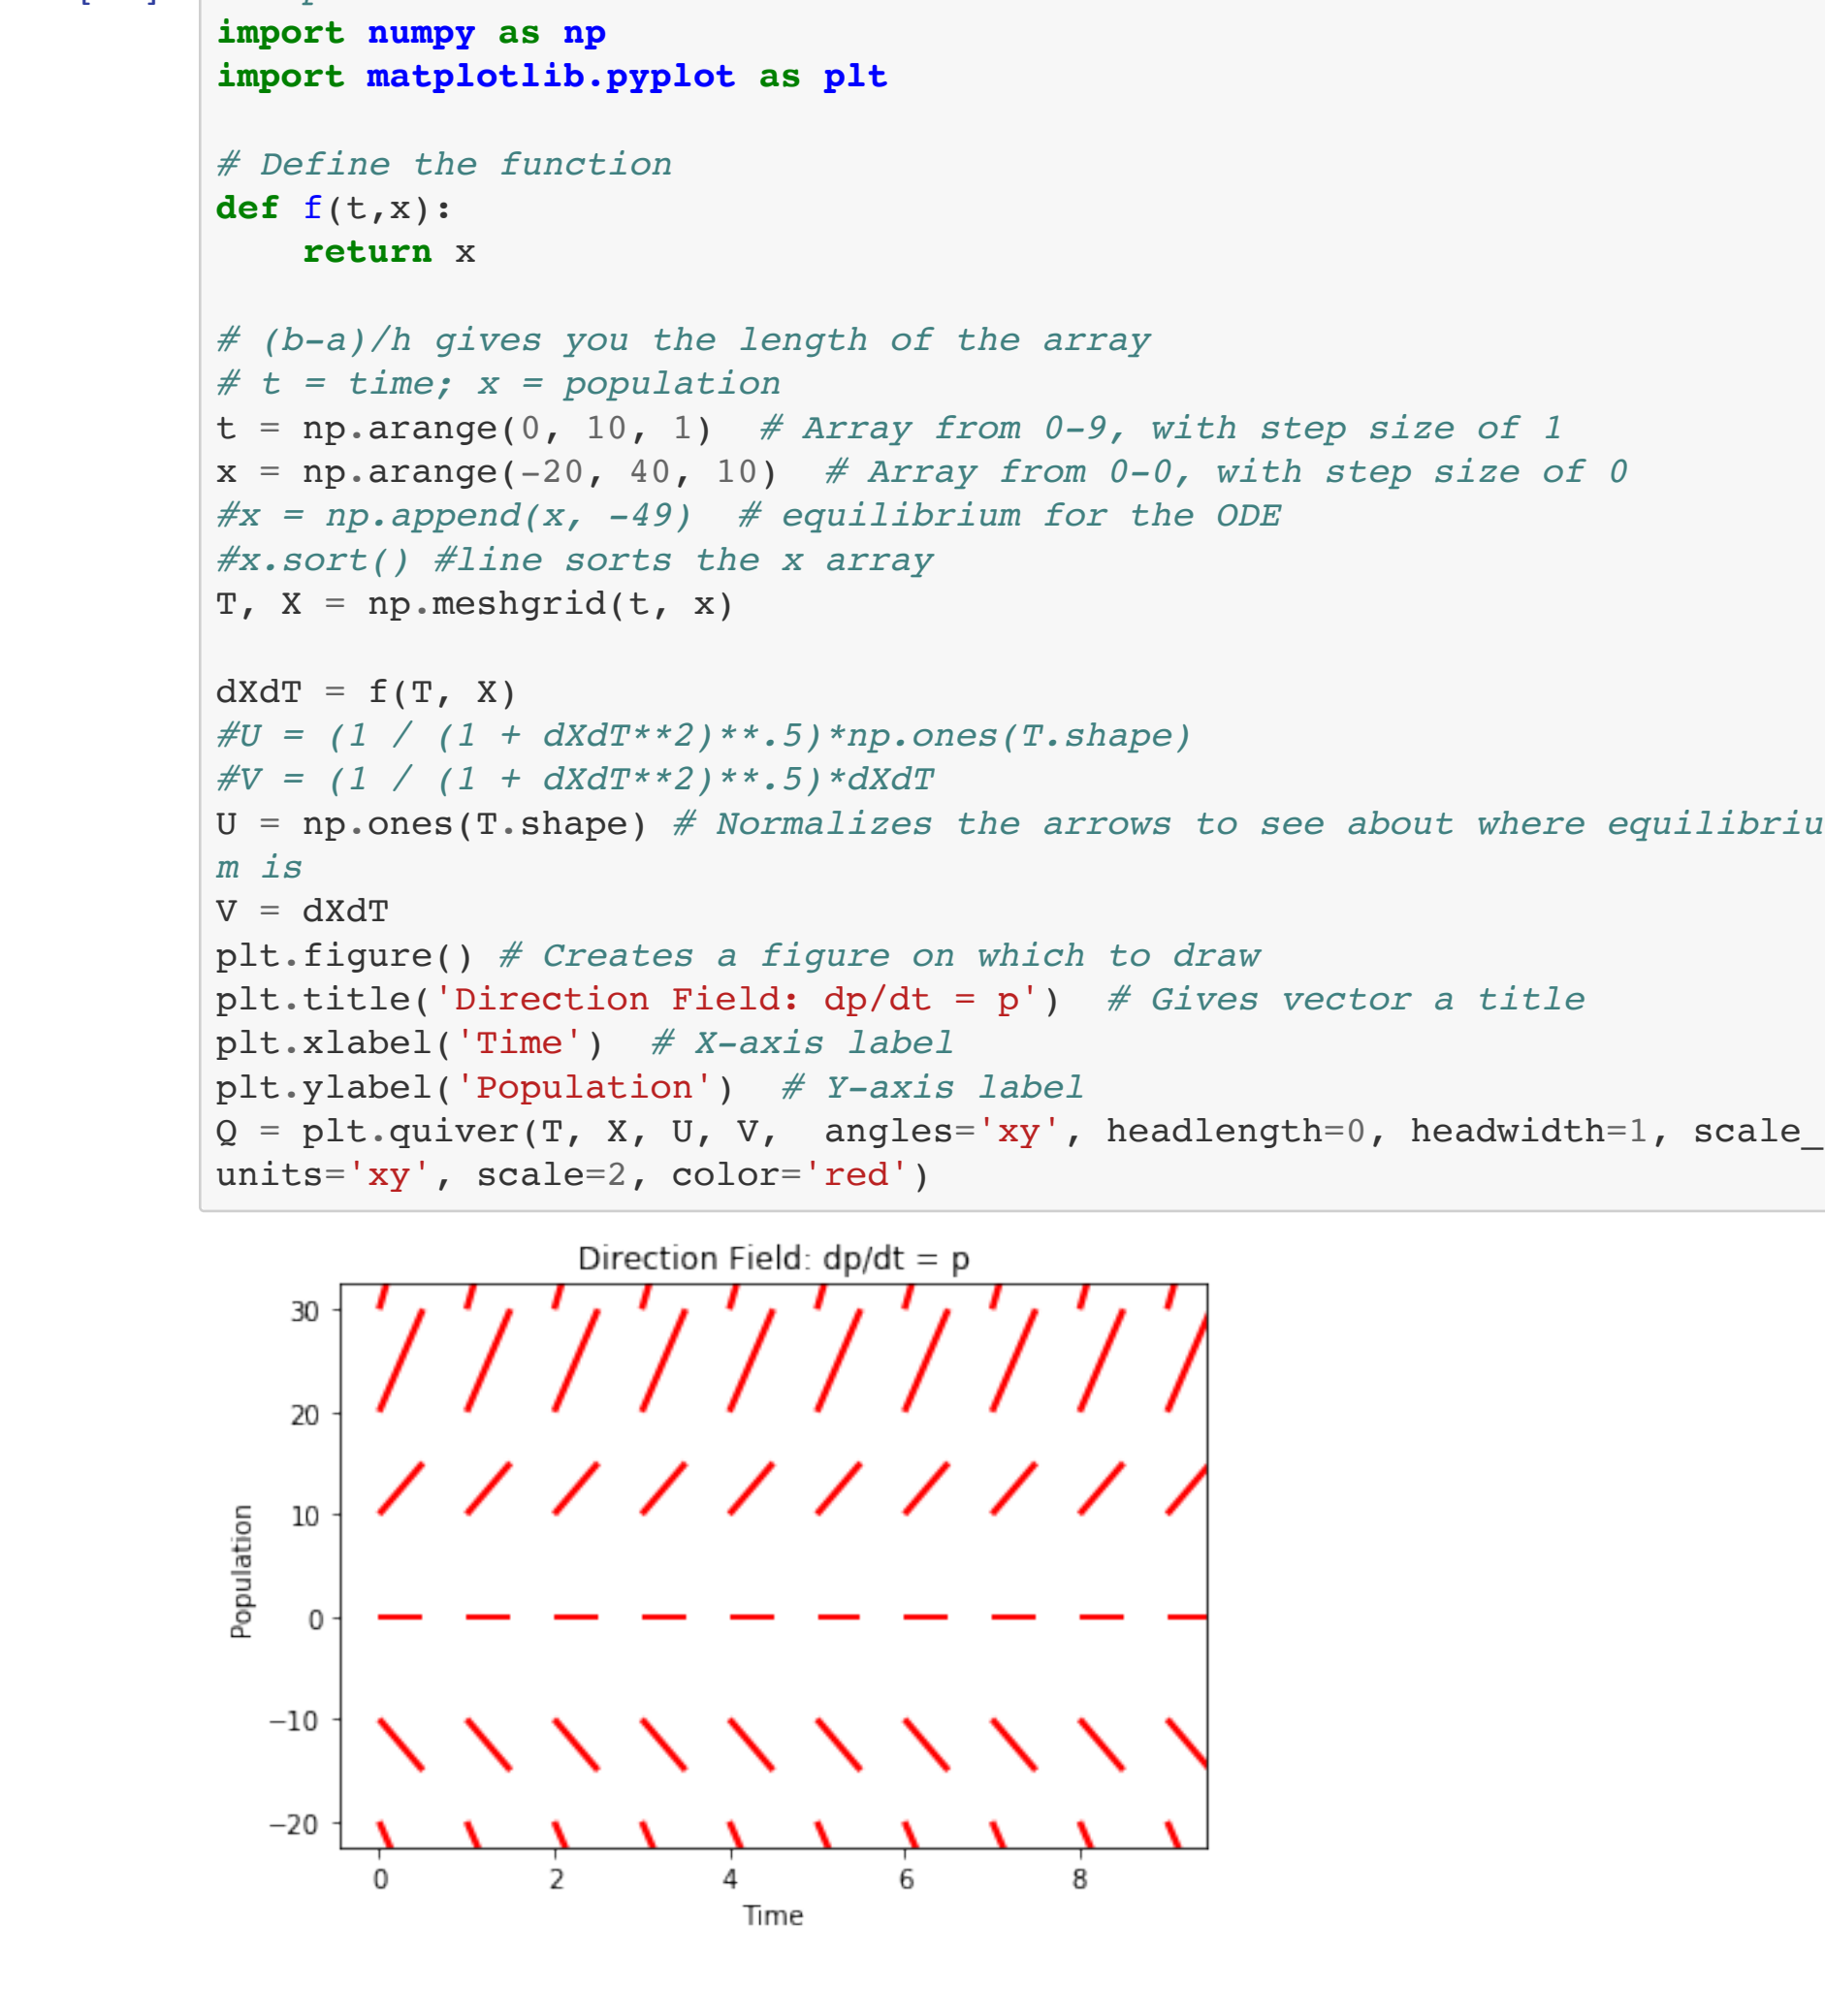 import numpy as np
import matplotlib.pyplot as plt
# Define the function
def f(t,x):
    return x
# (b-a)/h gives you the length of the array
# t = time; x = population
t = np.arange(0, 10, 1)  # Array from 0-9, with step size of 1
x = np.arange(-20, 40, 10)  # Array from 0-0, with step size of 0
#x = np.append(x, -49)  # equilibrium for the ODE
#x.sort() #line sorts the x array
T, X = np.meshgrid(t, x)
dXdT = f(T, X)
#U = (1 / (1 + dXdT**2)**.5)*np.ones(T.shape)
#V = (1 / (1 + dXdT**2)**.5)*dXdT
U = np.ones(T.shape) # Normalizes the arrows to see about where equilibriu
m is
V = dXdT
plt.figure() # Creates a figure on which to draw
plt.title('Direction Field: dp/dt = p')  # Gives vector a title
plt.xlabel('Time')  # X-axis label
plt.ylabel('Population')  # Y-axis label
Q = plt.quiver(T, X, U, V,  angles='xy', headlength=0, headwidth=1, scale_
units='xy', scale=2, color='red')
Direction Field: dp/dt = p
30
20
10
0
−10
−20
Population
0 2 4 6 8
Time